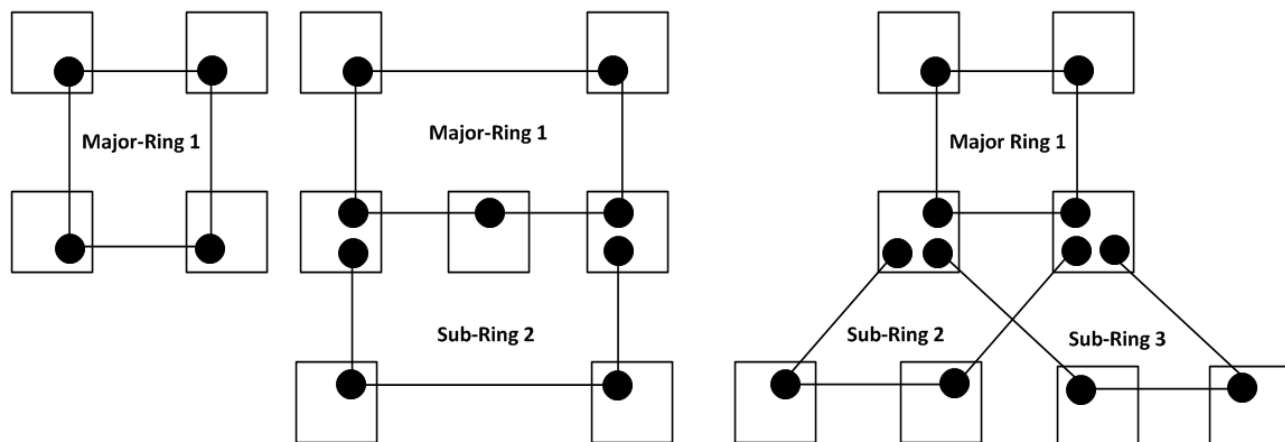 Major-Ring 1
Major-Ring 1
Sub-Ring 2
Major Ring 1
Sub-Ring 2
Sub-Ring 3